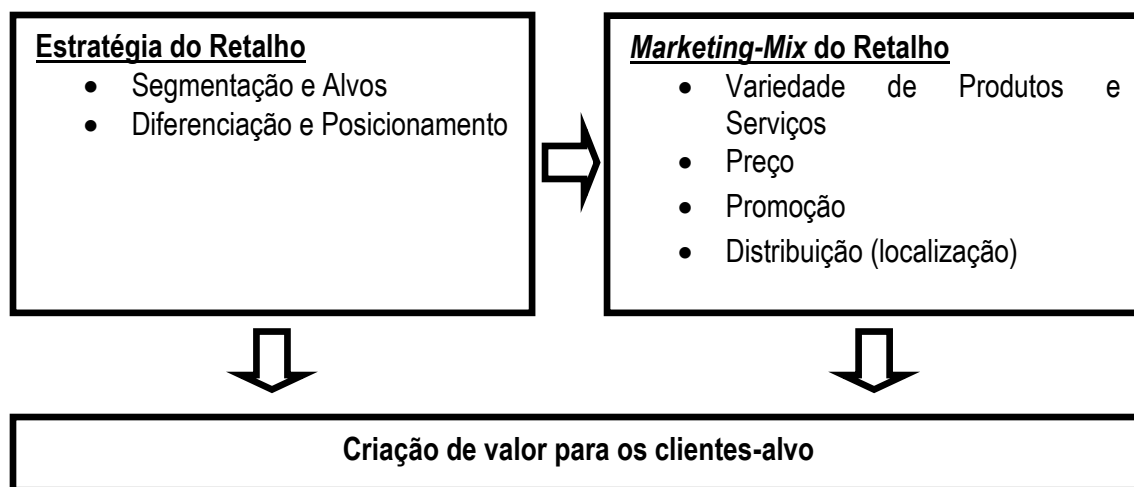 Estratégia do Retalho
• Segmentação e Alvos
• Diferenciação e Posicionamento
Marketing-Mix do Retalho
• Variedade de Produtos e
Serviços
• Preço
• Promoção
• Distribuição (localização)
Criação de valor para os clientes-alvo